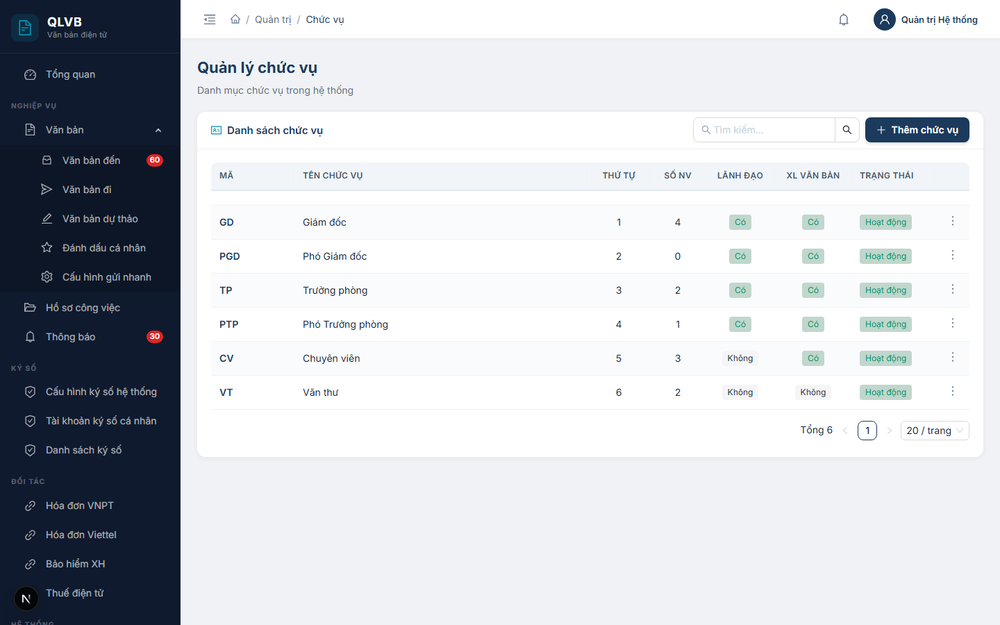 QLVB
Văn bản điện tử
Tổng quan
NGHIỆP VỤ
Văn bản
Văn bản đến 60
Văn bản đi
Văn bản dự thảo
Đánh dấu cá nhân
Cấu hình gửi nhanh
Hồ sơ công việc
Thông báo 30
KÝ SỐ
Cấu hình ký số hệ thống
Tài khoản ký số cá nhân
Danh sách ký số
ĐỐI TÁC
Hóa đơn VNPT
Hóa đơn Viettel
Bảo hiểm XH
Thuế điện tử
N
HỆ THỐNG
/ Quản trị / Chức vụ
Quản trị Hệ thống
Quản lý chức vụ
Danh mục chức vụ trong hệ thống
Danh sách chức vụ
Tìm kiếm...
Thêm chức vụ
MÃ TÊN CHỨC VỤ THỨ TỰ SỐ NV LÃNH ĐẠO XL VĂN BẢN TRẠNG THÁI
GD Giám đốc 1 4 Có Có Hoạt động
PGD Phó Giám đốc 2 0 Có Có Hoạt động
TP Trưởng phòng 3 2 Có Có Hoạt động
PTP Phó Trưởng phòng 4 1 Có Có Hoạt động
CV Chuyên viên 5 3 Không Có Hoạt động
VT Văn thư 6 2 Không Không Hoạt động
Tổng 6 1 20 / trang